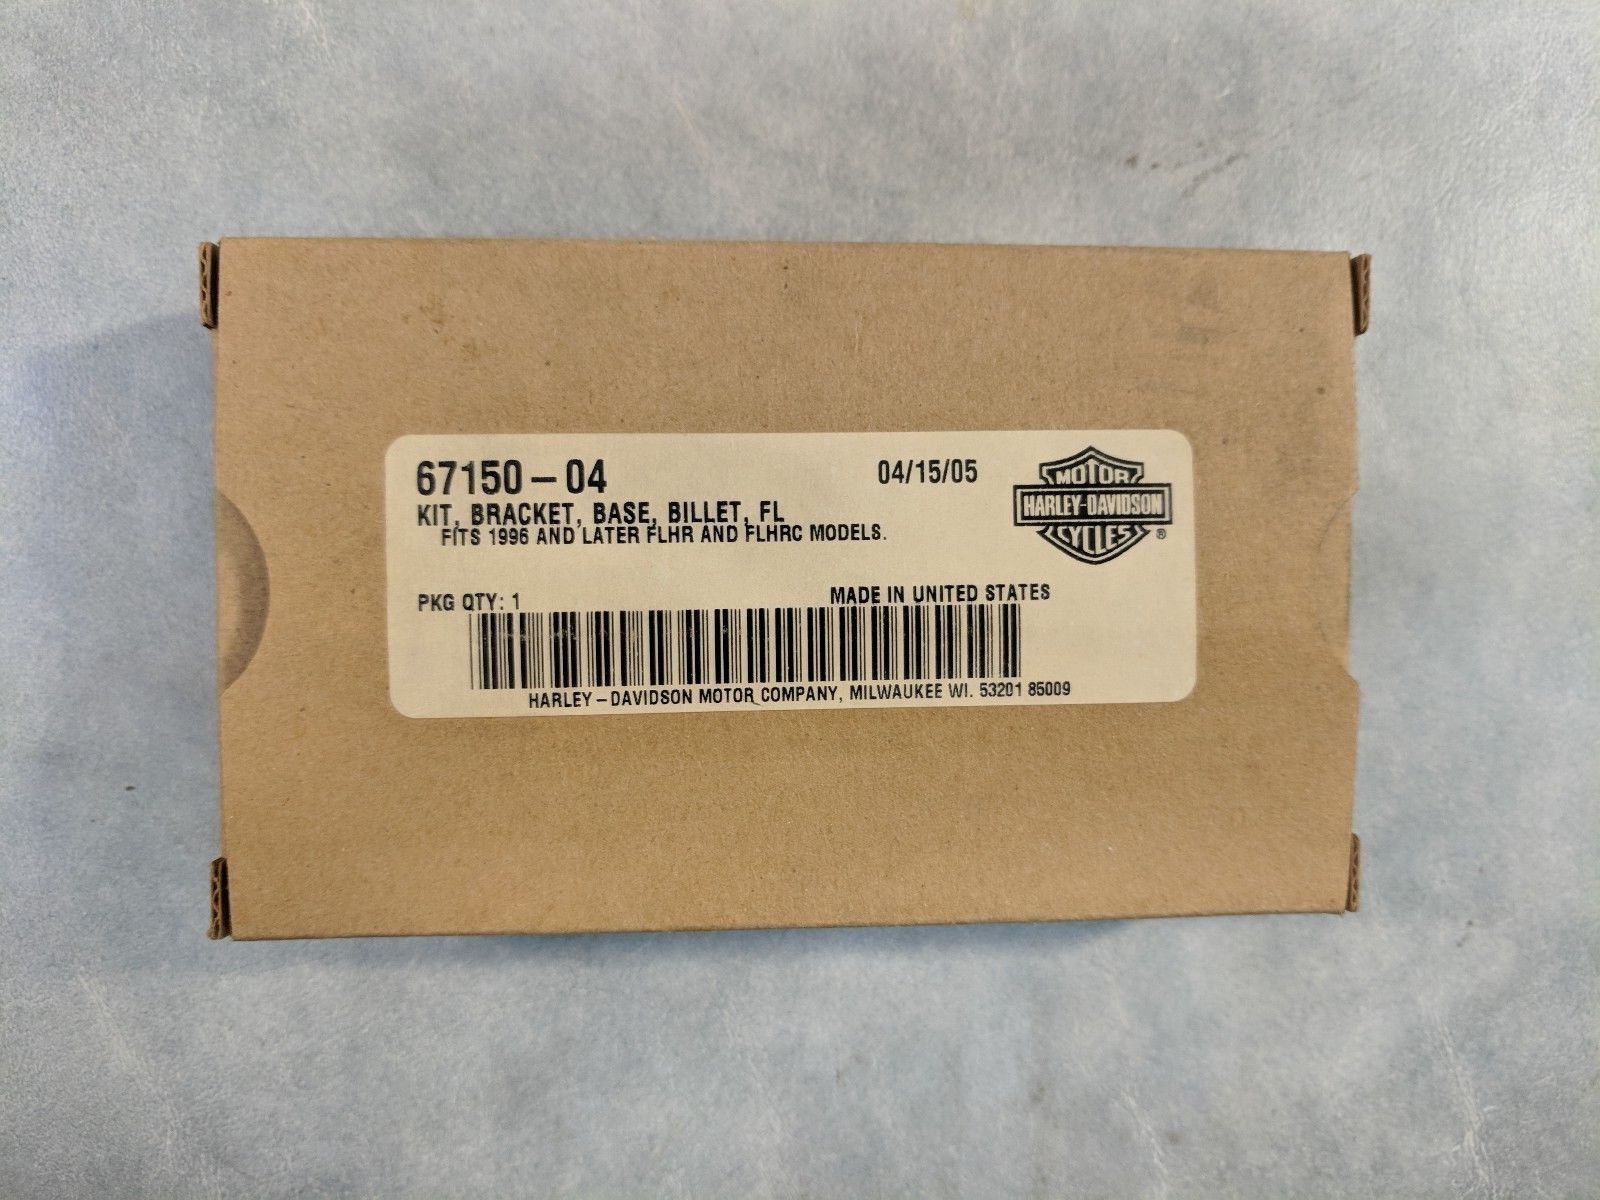 67150-04
04/15/05
KIT, BRACKET, BASE, BILLET, FL
FITS 1996 AND LATER FLHR AND FLHRC MODELS.
MOTOR
HARLEY-DAVIDSON
CYCLES
®
PKG QTY: 1
MADE IN UNITED STATES
HARLEY-DAVIDSON MOTOR COMPANY, MILWAUKEE WI. 53201 85009